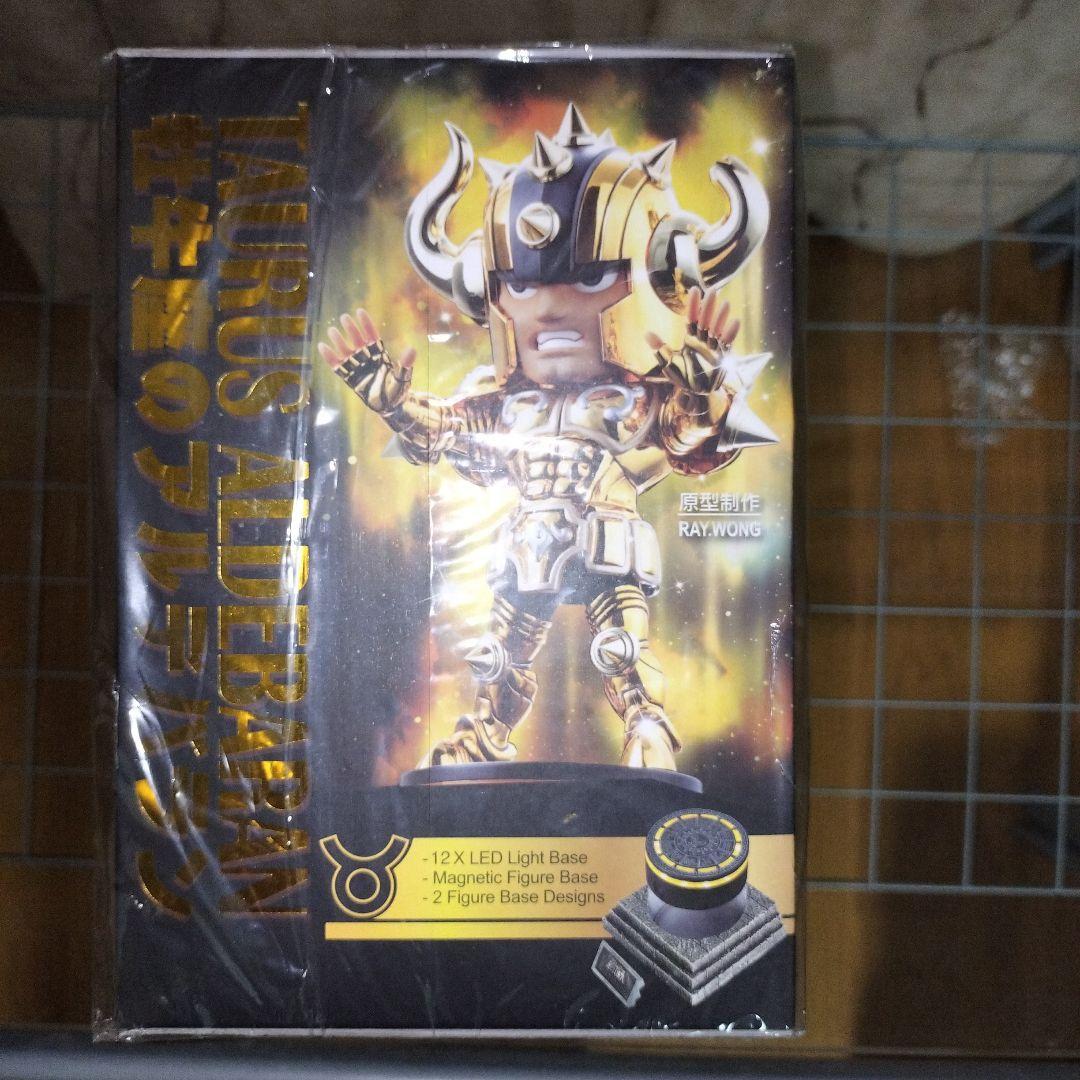 TAURUS ALDEBARAN
牡牛座のアルデバラン
原型制作
RAY.WONG
- 12 X LED Light Base
- Magnetic Figure Base
- 2 Figure Base Designs